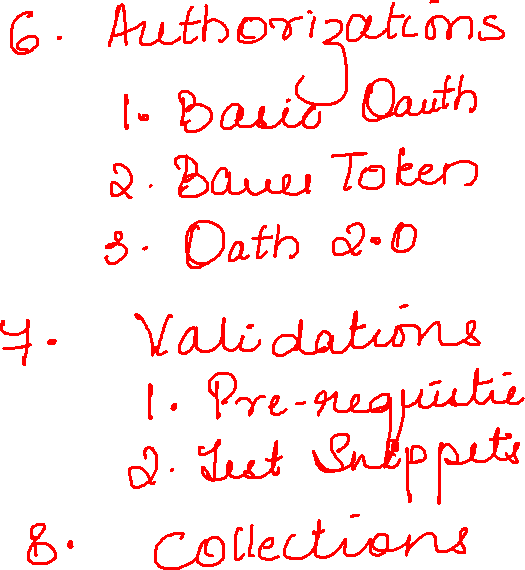 6. Authorizations
1. Basic Oauth
2. Barer Token
3. Oath 2.0
7. Validations
1. Pre-requistie
2. Test Snippets
8. Collections